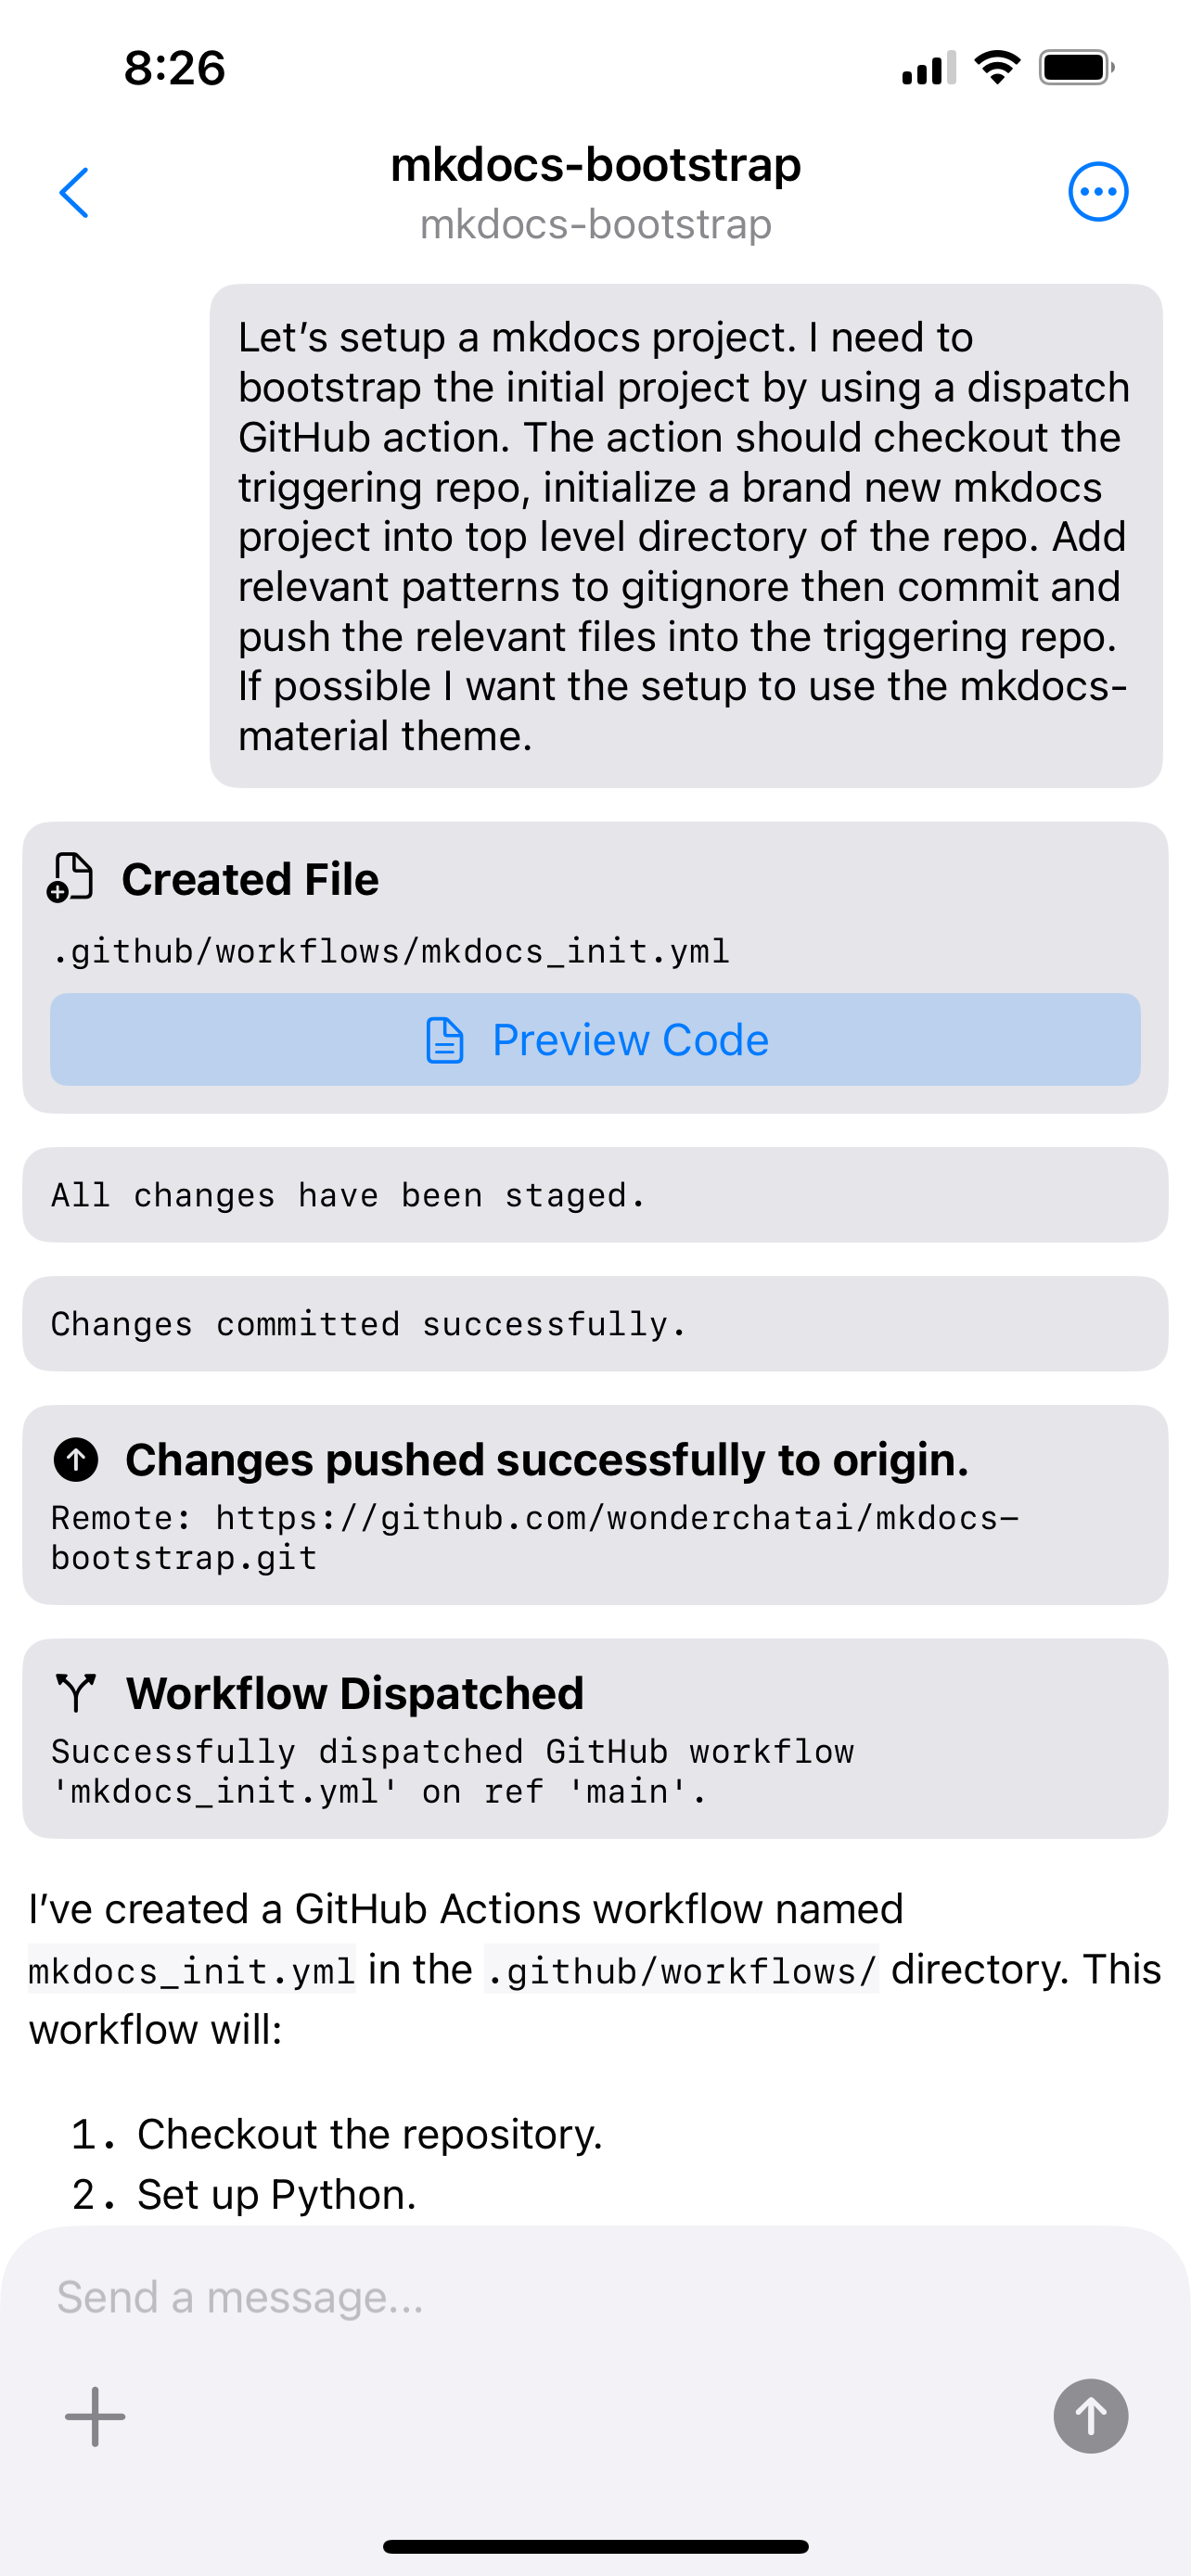 8:26
mkdocs-bootstrap
mkdocs-bootstrap
Let’s setup a mkdocs project. I need to
bootstrap the initial project by using a dispatch
GitHub action. The action should checkout the
triggering repo, initialize a brand new mkdocs
project into top level directory of the repo. Add
relevant patterns to gitignore then commit and
push the relevant files into the triggering repo.
If possible I want the setup to use the mkdocs-
material theme.
Created File
.github/workflows/mkdocs_init.yml
Preview Code
All changes have been staged.
Changes committed successfully.
Changes pushed successfully to origin.
Remote: https://github.com/wonderchatai/mkdocs-
bootstrap.git
Workflow Dispatched
Successfully dispatched GitHub workflow
'mkdocs_init.yml' on ref 'main'.
I’ve created a GitHub Actions workflow named
mkdocs_init.yml in the .github/workflows/ directory. This
workflow will:
1. Checkout the repository.
2. Set up Python.
Send a message...